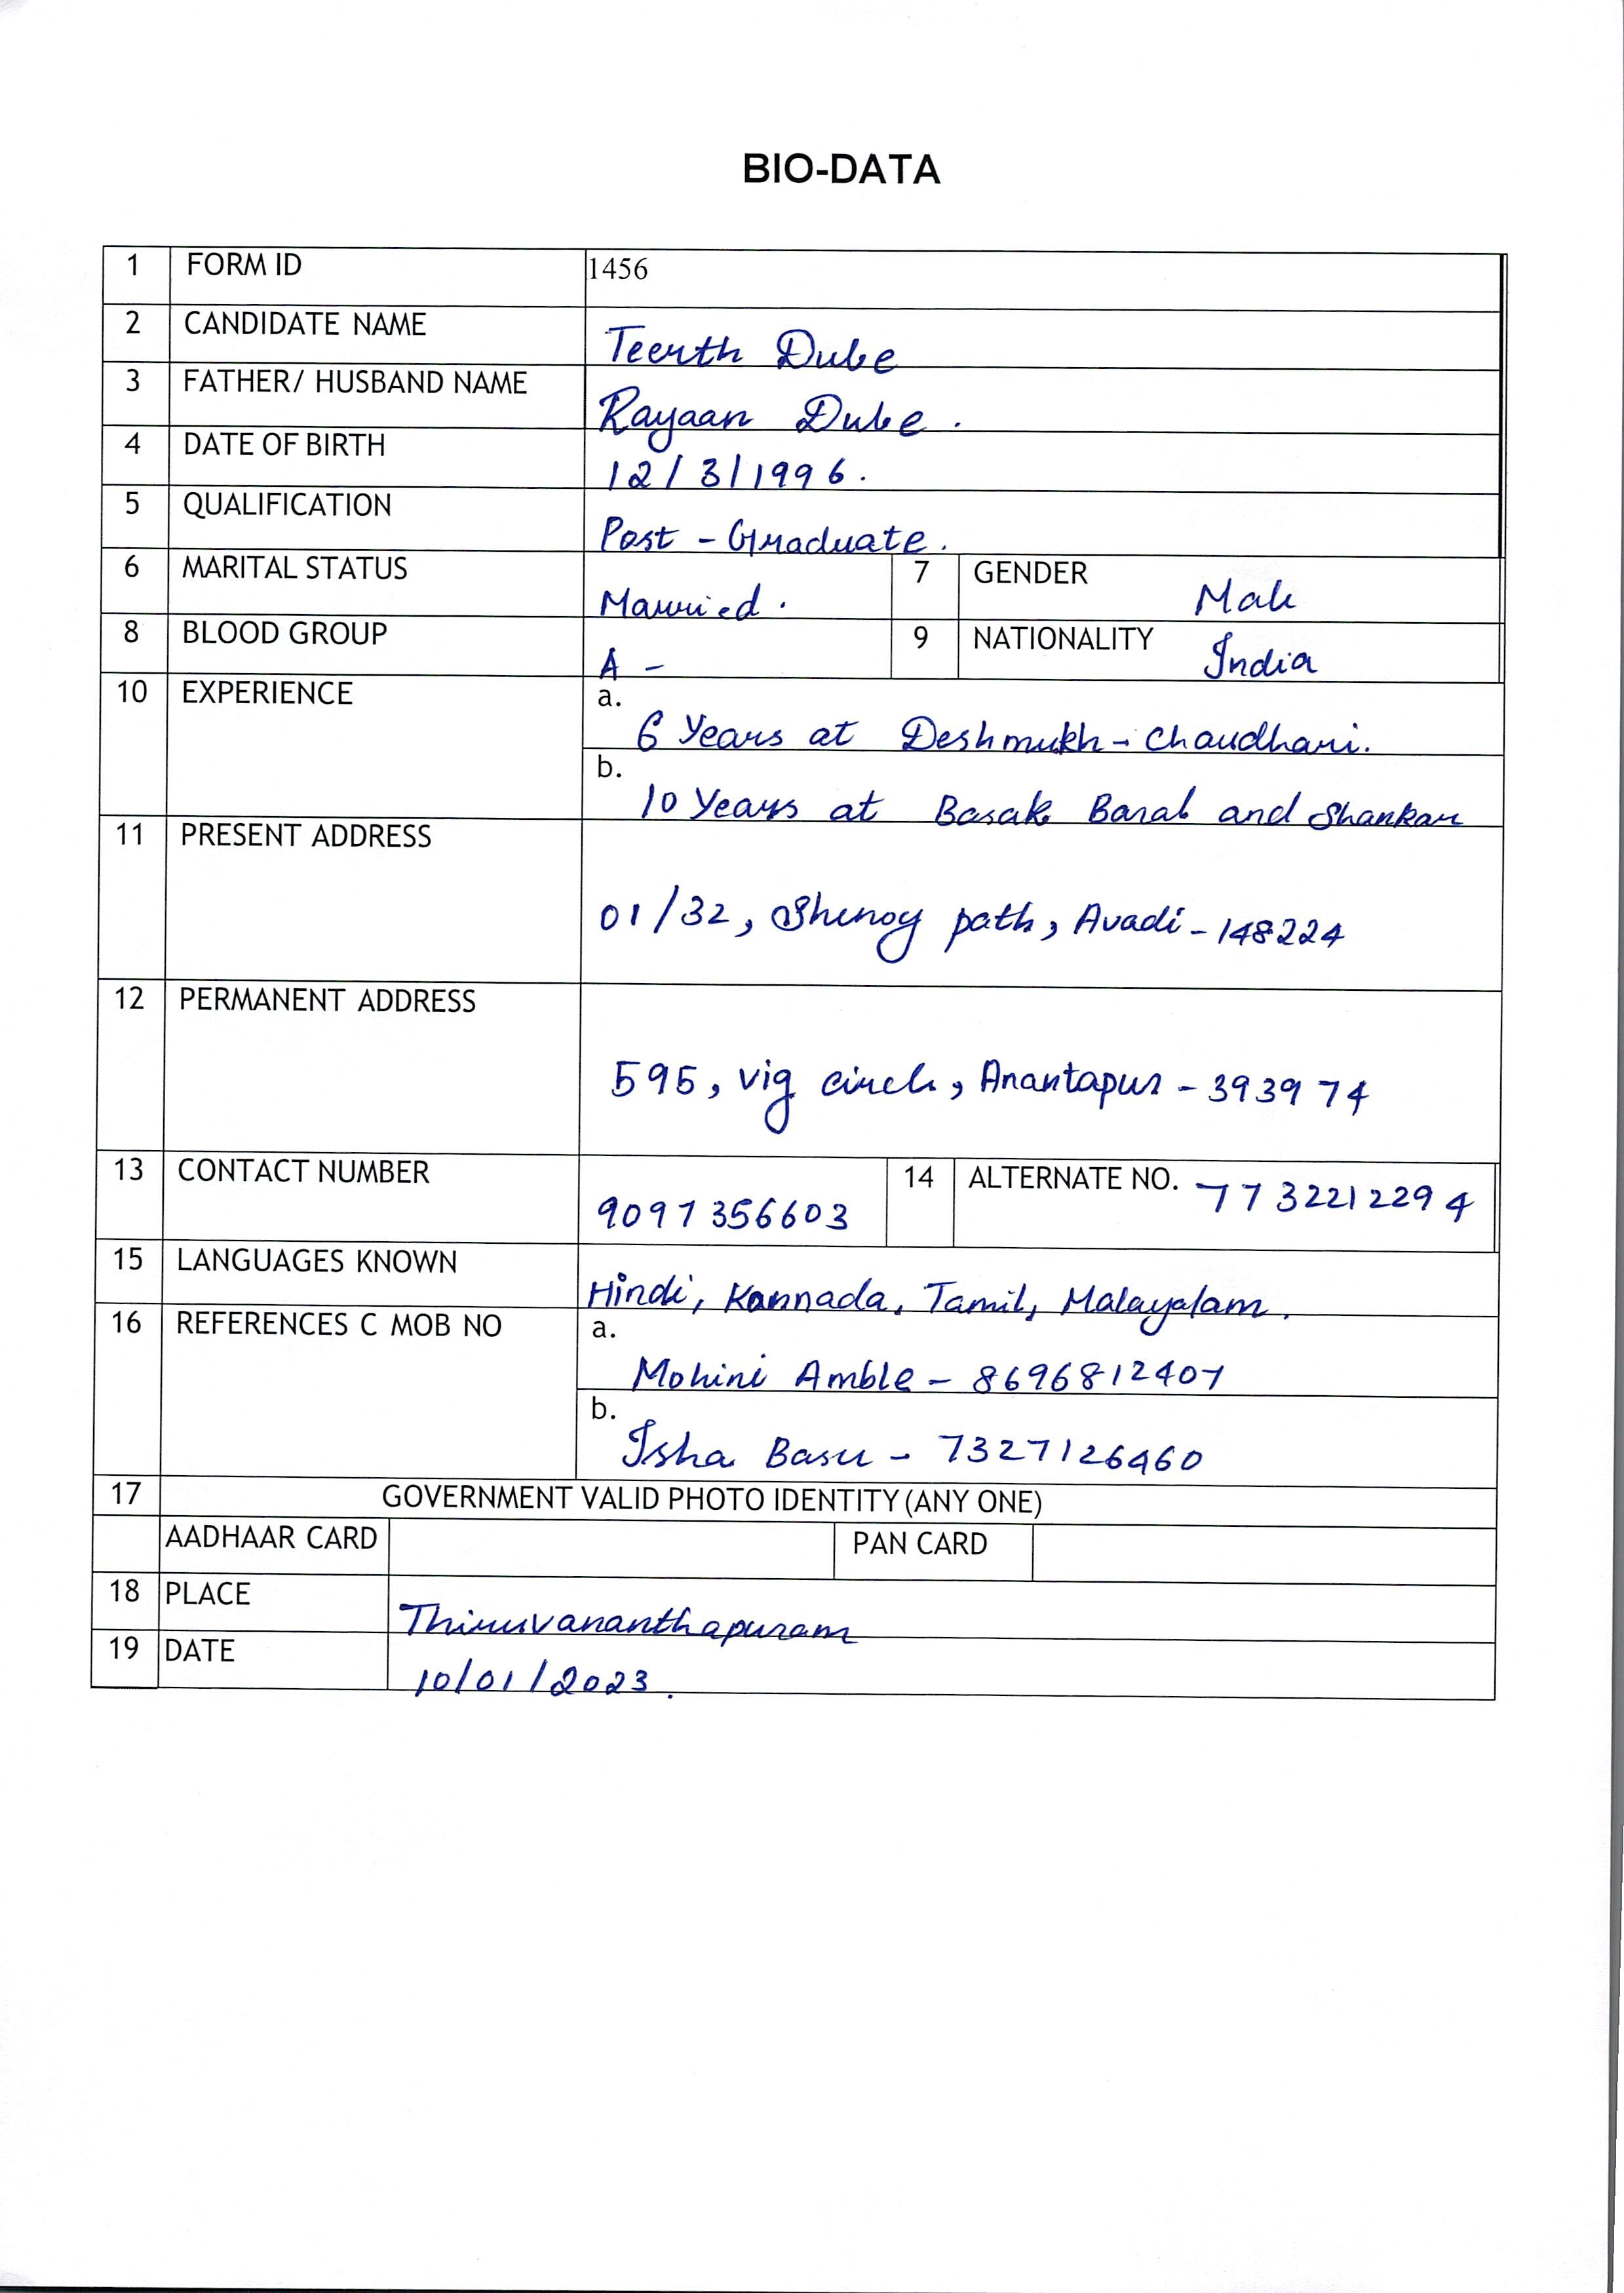 BIO-DATA
1 FORM ID 1456
2 CANDIDATE NAME Teerth Dube
3 FATHER/ HUSBAND NAME Rayaan Dube.
4 DATE OF BIRTH 12/3/1996.
5 QUALIFICATION Post-Graduate.
6 MARITAL STATUS Married. 7 GENDER Male
8 BLOOD GROUP A- 9 NATIONALITY India
10 EXPERIENCE a. 6 Years at Deshmukh-Chaudhari.
b. 10 Years at Basak Baral and Shankar
11 PRESENT ADDRESS 01/32, Shenoy path, Avadi-148224
12 PERMANENT ADDRESS 595, Vig circle, Anantapur-393974
13 CONTACT NUMBER 9097356603 14 ALTERNATE NO. 7732212294
15 LANGUAGES KNOWN Hindi, Kannada, Tamil, Malayalam.
16 REFERENCES C MOB NO a. Mohini Amble-8696812407
b. Isha Basu-7327126460
17 GOVERNMENT VALID PHOTO IDENTITY(ANY ONE)
AADHAAR CARD PAN CARD
18 PLACE Thiruvananthapuram
19 DATE 10/01/2023.